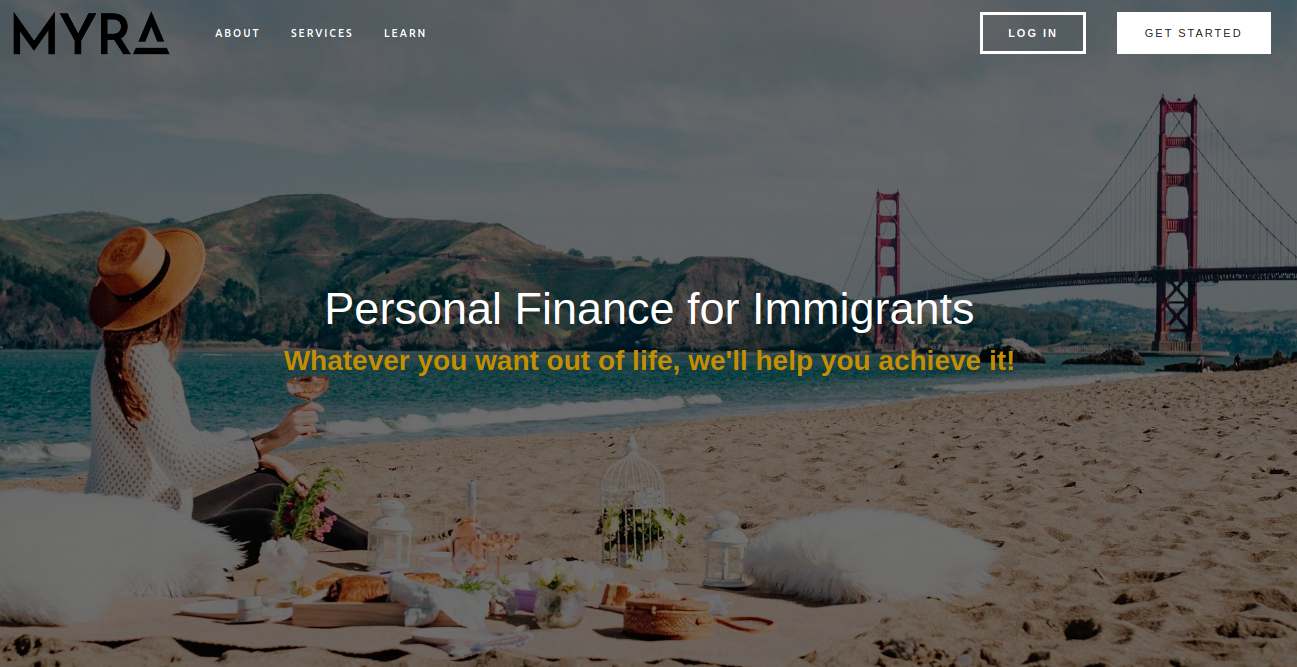 MYRA
ABOUT SERVICES LEARN
LOG IN
GET STARTED
Personal Finance for Immigrants
Whatever you want out of life, we'll help you achieve it!